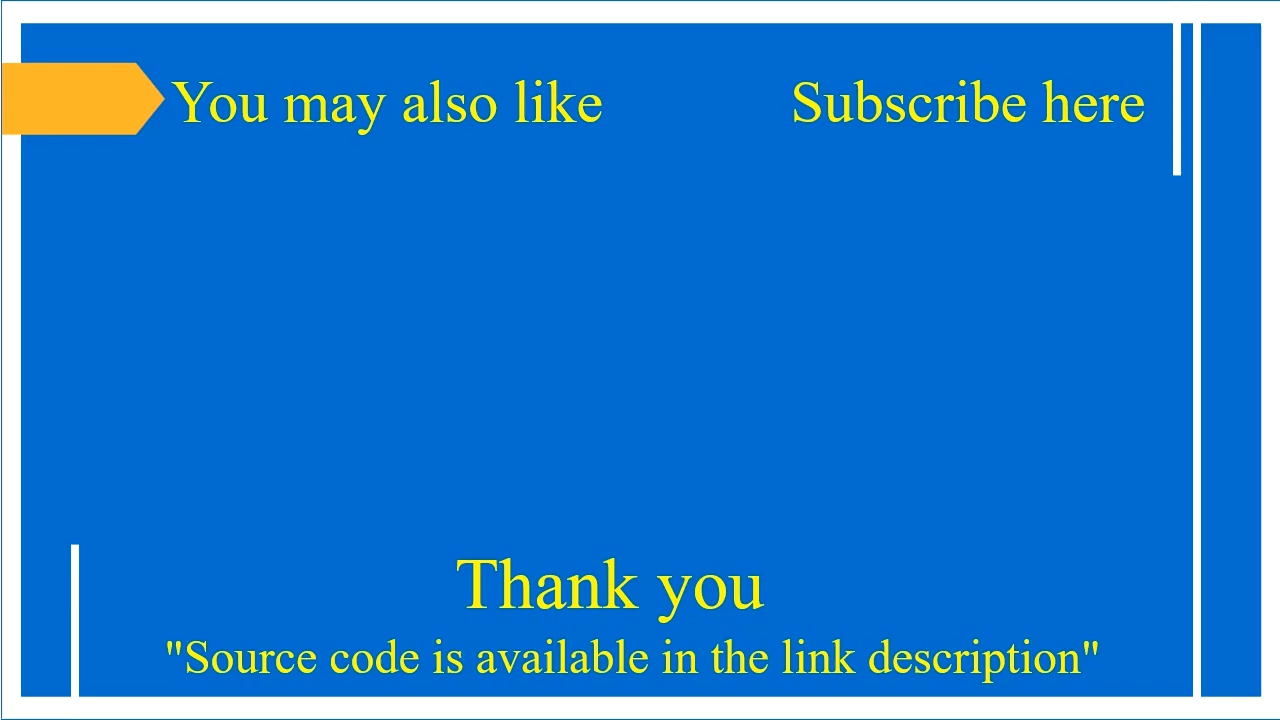 You may also like
Subscribe here
Thank you
"Source code is available in the link description"